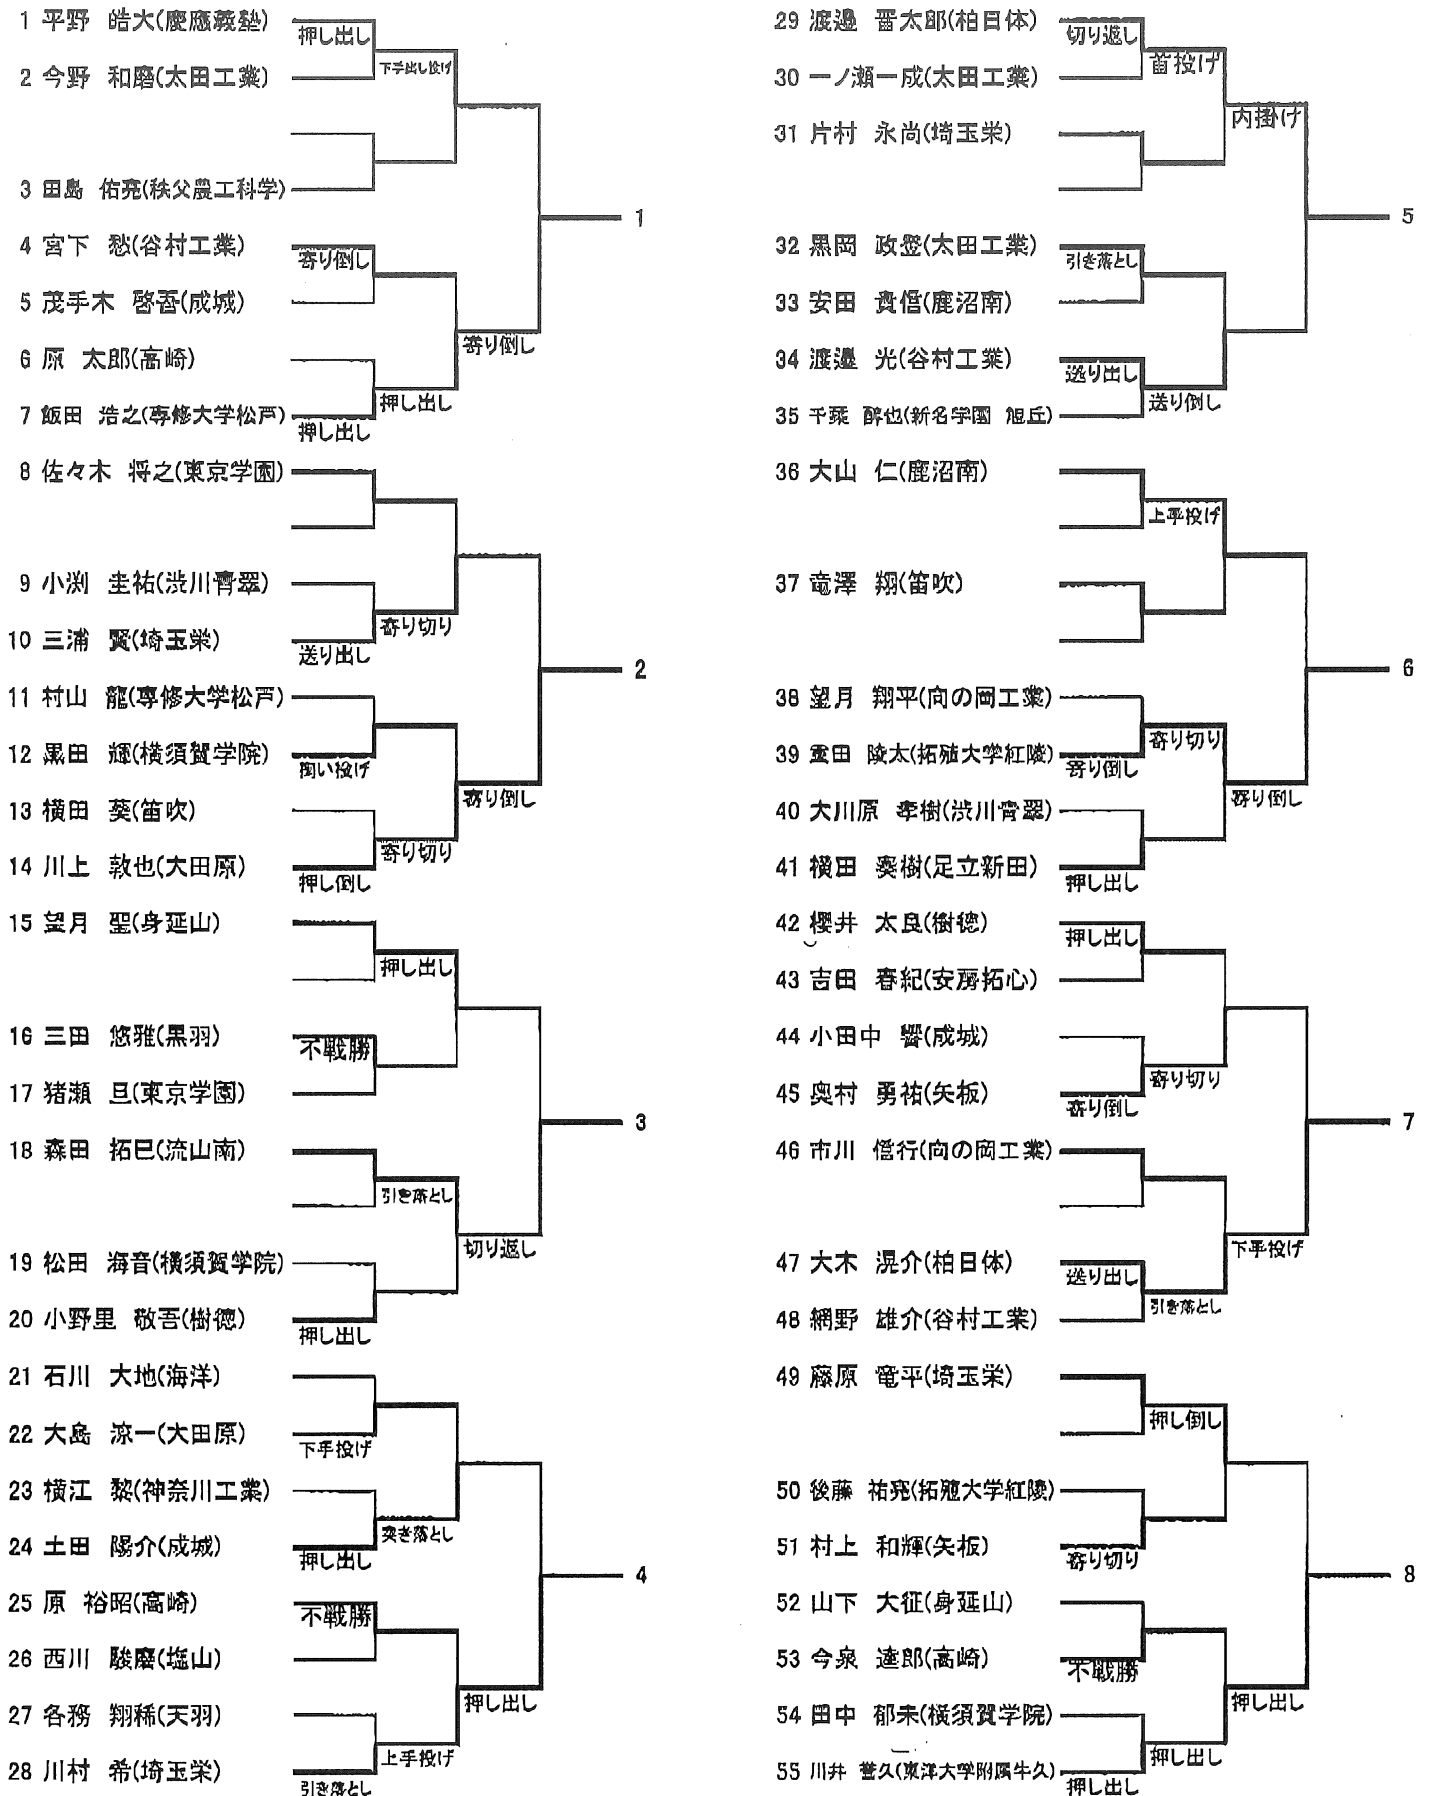 1 平野 皓大(慶應義塾)
押し出し
下手出し投げ
2 今野 和磨(太田工業)
3 田島 佑亮(秩父農工科学)
1
4 宮下 愁(谷村工業)
寄り倒し
5 茂手木 啓吾(成城)
寄り倒し
6 原 太郎(高崎)
押し出し
7 飯田 浩之(専修大学松戸)
押し出し
8 佐々木 将之(東京学園)
9 小渕 圭祐(渋川青翠)
寄り切り
10 三浦 賢(埼玉栄)
送り出し
2
11 村山 龍(専修大学松戸)
12 黒田 輝(横須賀学院)
掬い投げ
寄り倒し
13 横田 葵(笛吹)
寄り切り
14 川上 敦也(大田原)
押し倒し
15 望月 聖(身延山)
押し出し
16 三田 悠雅(黒羽)
不戦勝
17 猪瀬 旦(東京学園)
3
18 森田 拓巳(流山南)
引き落とし
切り返し
19 松田 海音(横須賀学院)
20 小野里 敬吾(樹徳)
押し出し
21 石川 大地(海洋)
22 大島 涼一(大田原)
下手投げ
23 横江 黎(神奈川工業)
突き落とし
24 土田 陽介(成城)
押し出し
4
25 原 裕昭(高崎)
不戦勝
26 西川 駿磨(塩山)
押し出し
27 各務 翔稀(天羽)
上手投げ
28 川村 希(埼玉栄)
引き落とし
29 渡邉 晋太郎(柏日体)
切り返し
首投げ
30 一ノ瀬一成(太田工業)
内掛け
31 片村 永尚(埼玉栄)
5
32 黒岡 政登(太田工業)
引き落とし
33 安田 貴信(鹿沼南)
34 渡邊 光(谷村工業)
送り出し
送り倒し
35 千葉 酵也(新名学園 旭丘)
36 大山 仁(鹿沼南)
上手投げ
37 竜澤 翔(笛吹)
6
38 望月 翔平(向の岡工業)
寄り切り
39 重田 陵太(拓殖大学紅陵)
寄り倒し
寄り倒し
40 大川原 孝樹(渋川青翠)
41 横田 葵樹(足立新田)
押し出し
42 櫻井 太良(樹徳)
押し出し
43 吉田 春紀(安房拓心)
44 小田中 響(成城)
寄り切り
45 奥村 勇祐(矢板)
寄り倒し
7
46 市川 信行(向の岡工業)
下手投げ
47 大木 滉介(柏日体)
送り出し
引き落とし
48 網野 雄介(谷村工業)
49 藤原 竜平(埼玉栄)
押し倒し
50 後藤 祐亮(拓殖大学紅陵)
51 村上 和輝(矢板)
寄り切り
8
52 山下 大征(身延山)
53 今泉 達郎(高崎)
不戦勝
押し出し
54 田中 郁未(横須賀学院)
押し出し
55 川井 誉久(東洋大学附属牛久)
押し出し